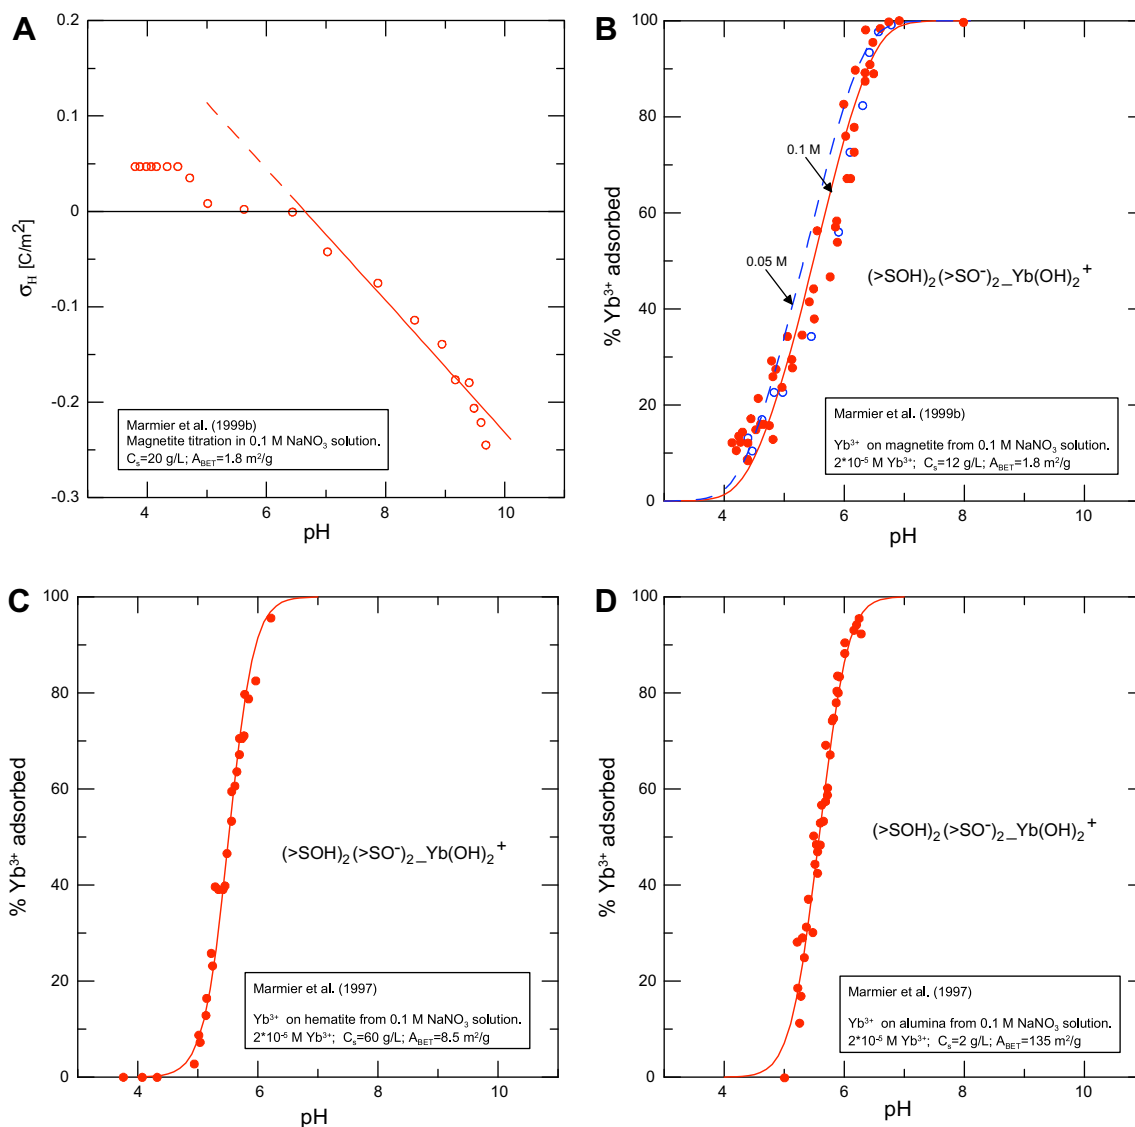 A
0.2
0.1
0
-0.1
-0.2
-0.3
σH [C/m²]
4
6
8
10
pH
Marmier et al. (1999b)
Magnetite titration in 0.1 M NaNO3 solution.
Cs=20 g/L; ABET=1.8 m²/g
B
100
80
60
40
20
0
% Yb³⁺ adsorbed
4
6
8
10
pH
0.1 M
0.05 M
(>SOH)2(>SO⁻)2_Yb(OH)2⁺
Marmier et al. (1999b)
Yb³⁺ on magnetite from 0.1 M NaNO3 solution.
2*10⁻⁵ M Yb³⁺; Cs=12 g/L; ABET=1.8 m²/g
C
100
80
60
40
20
0
% Yb³⁺ adsorbed
4
6
8
10
pH
(>SOH)2(>SO⁻)2_Yb(OH)2⁺
Marmier et al. (1997)
Yb³⁺ on hematite from 0.1 M NaNO3 solution.
2*10⁻⁵ M Yb³⁺; Cs=60 g/L; ABET=8.5 m²/g
D
100
80
60
40
20
0
% Yb³⁺ adsorbed
4
6
8
10
pH
(>SOH)2(>SO⁻)2_Yb(OH)2⁺
Marmier et al. (1997)
Yb³⁺ on alumina from 0.1 M NaNO3 solution.
2*10⁻⁵ M Yb³⁺; Cs=2 g/L; ABET=135 m²/g